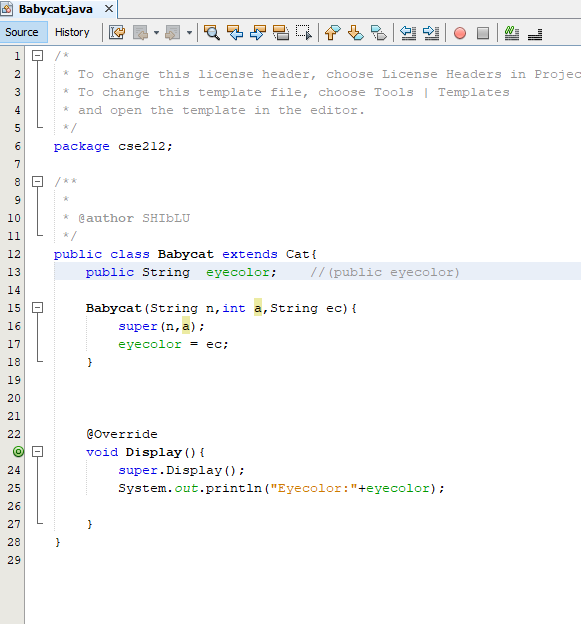 Babycat.java ×
Source History
1 /*
2 * To change this license header, choose License Headers in Projec
3 * To change this template file, choose Tools | Templates
4 * and open the template in the editor.
5 */
6 package cse212;
7
8 /**
9 *
10 * @author SHIbLU
11 */
12 public class Babycat extends Cat{
13 public String eyecolor; //(public eyecolor)
14
15 Babycat(String n,int a,String ec){
16 super(n,a);
17 eyecolor = ec;
18 }
19
20
21
22 @Override
void Display(){
24 super.Display();
25 System.out.println("Eyecolor:"+eyecolor);
26
27 }
28 }
29